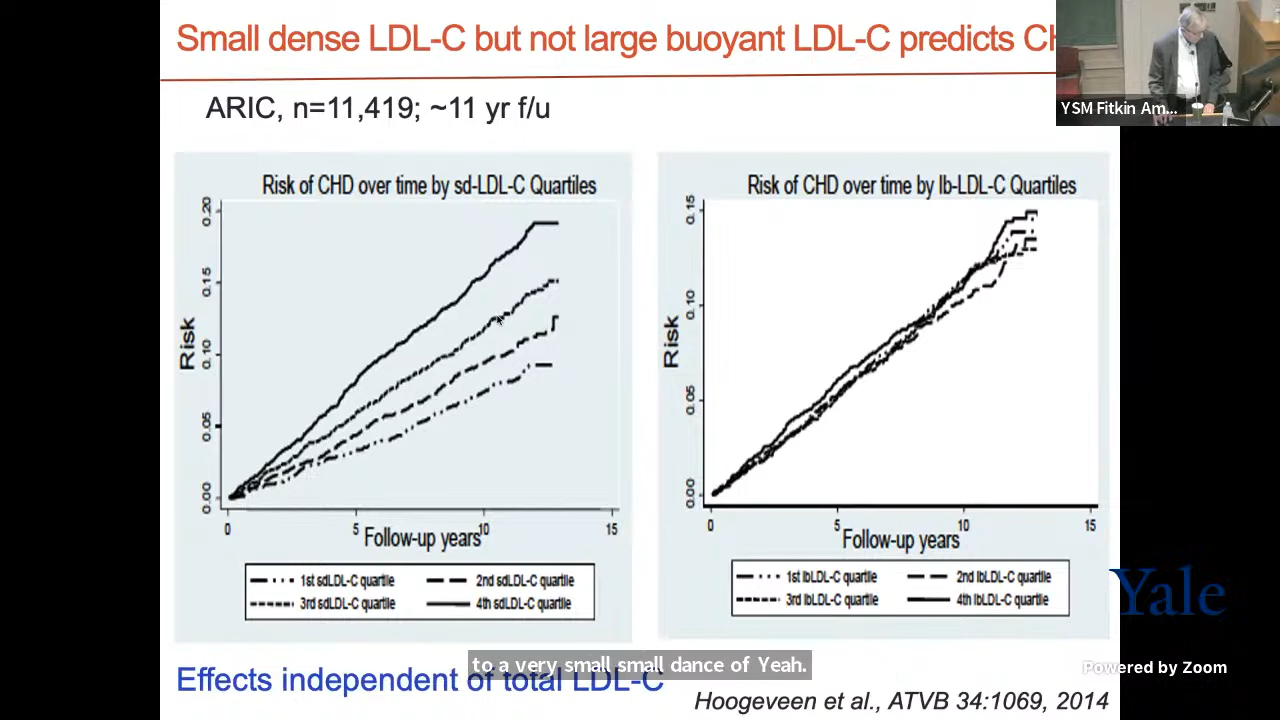 Small dense LDL-C but not large buoyant LDL-C predicts
YSM Fitkin Am...
ARIC, n=11,419; ~11 yr f/u
Risk of CHD over time by sd-LDL-C Quartiles
0.20
0.15
0.10
0.05
0.00
Risk
0
5
10
15
Follow-up years
1st sdLDL-C quartile
2nd sdLDL-C quartile
3rd sdLDL-C quartile
4th sdLDL-C quartile
Risk of CHD over time by lb-LDL-C Quartiles
0.15
0.10
0.05
0.00
Risk
0
5
10
15
Follow-up years
1st lbLDL-C quartile
2nd lbLDL-C quartile
3rd lbLDL-C quartile
4th lbLDL-C quartile
Yale
to a very small small dance of Yeah.
Effects independent of total LDL-C
Powered by Zoom
Hoogeveen et al., ATVB 34:1069, 2014